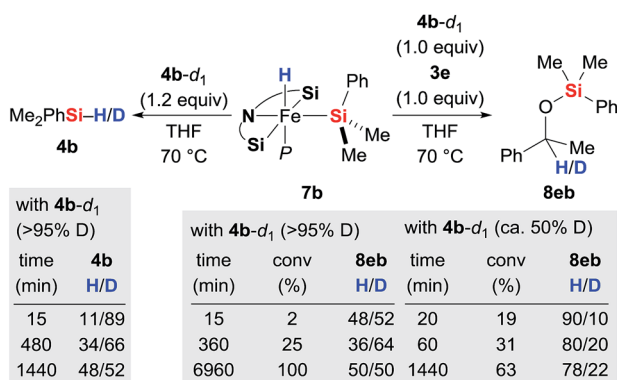 4b-d1
(1.0 equiv)
3e
(1.0 equiv)
THF
70 °C
4b-d1
(1.2 equiv)
THF
70 °C
Me2PhSi–H/D
4b
H
Si
N
Fe
Si
P
Si
Ph
Me
Me
7b
Me Me
Si
Ph
O
Ph
Me
H/D
8eb
with 4b-d1
(>95% D)
time 4b
(min) H/D
15 11/89
480 34/66
1440 48/52
with 4b-d1 (>95% D)
time conv 8eb
(min) (%) H/D
15 2 48/52
360 25 36/64
6960 100 50/50
with 4b-d1 (ca. 50% D)
time conv 8eb
(min) (%) H/D
20 19 90/10
60 31 80/20
1440 63 78/22